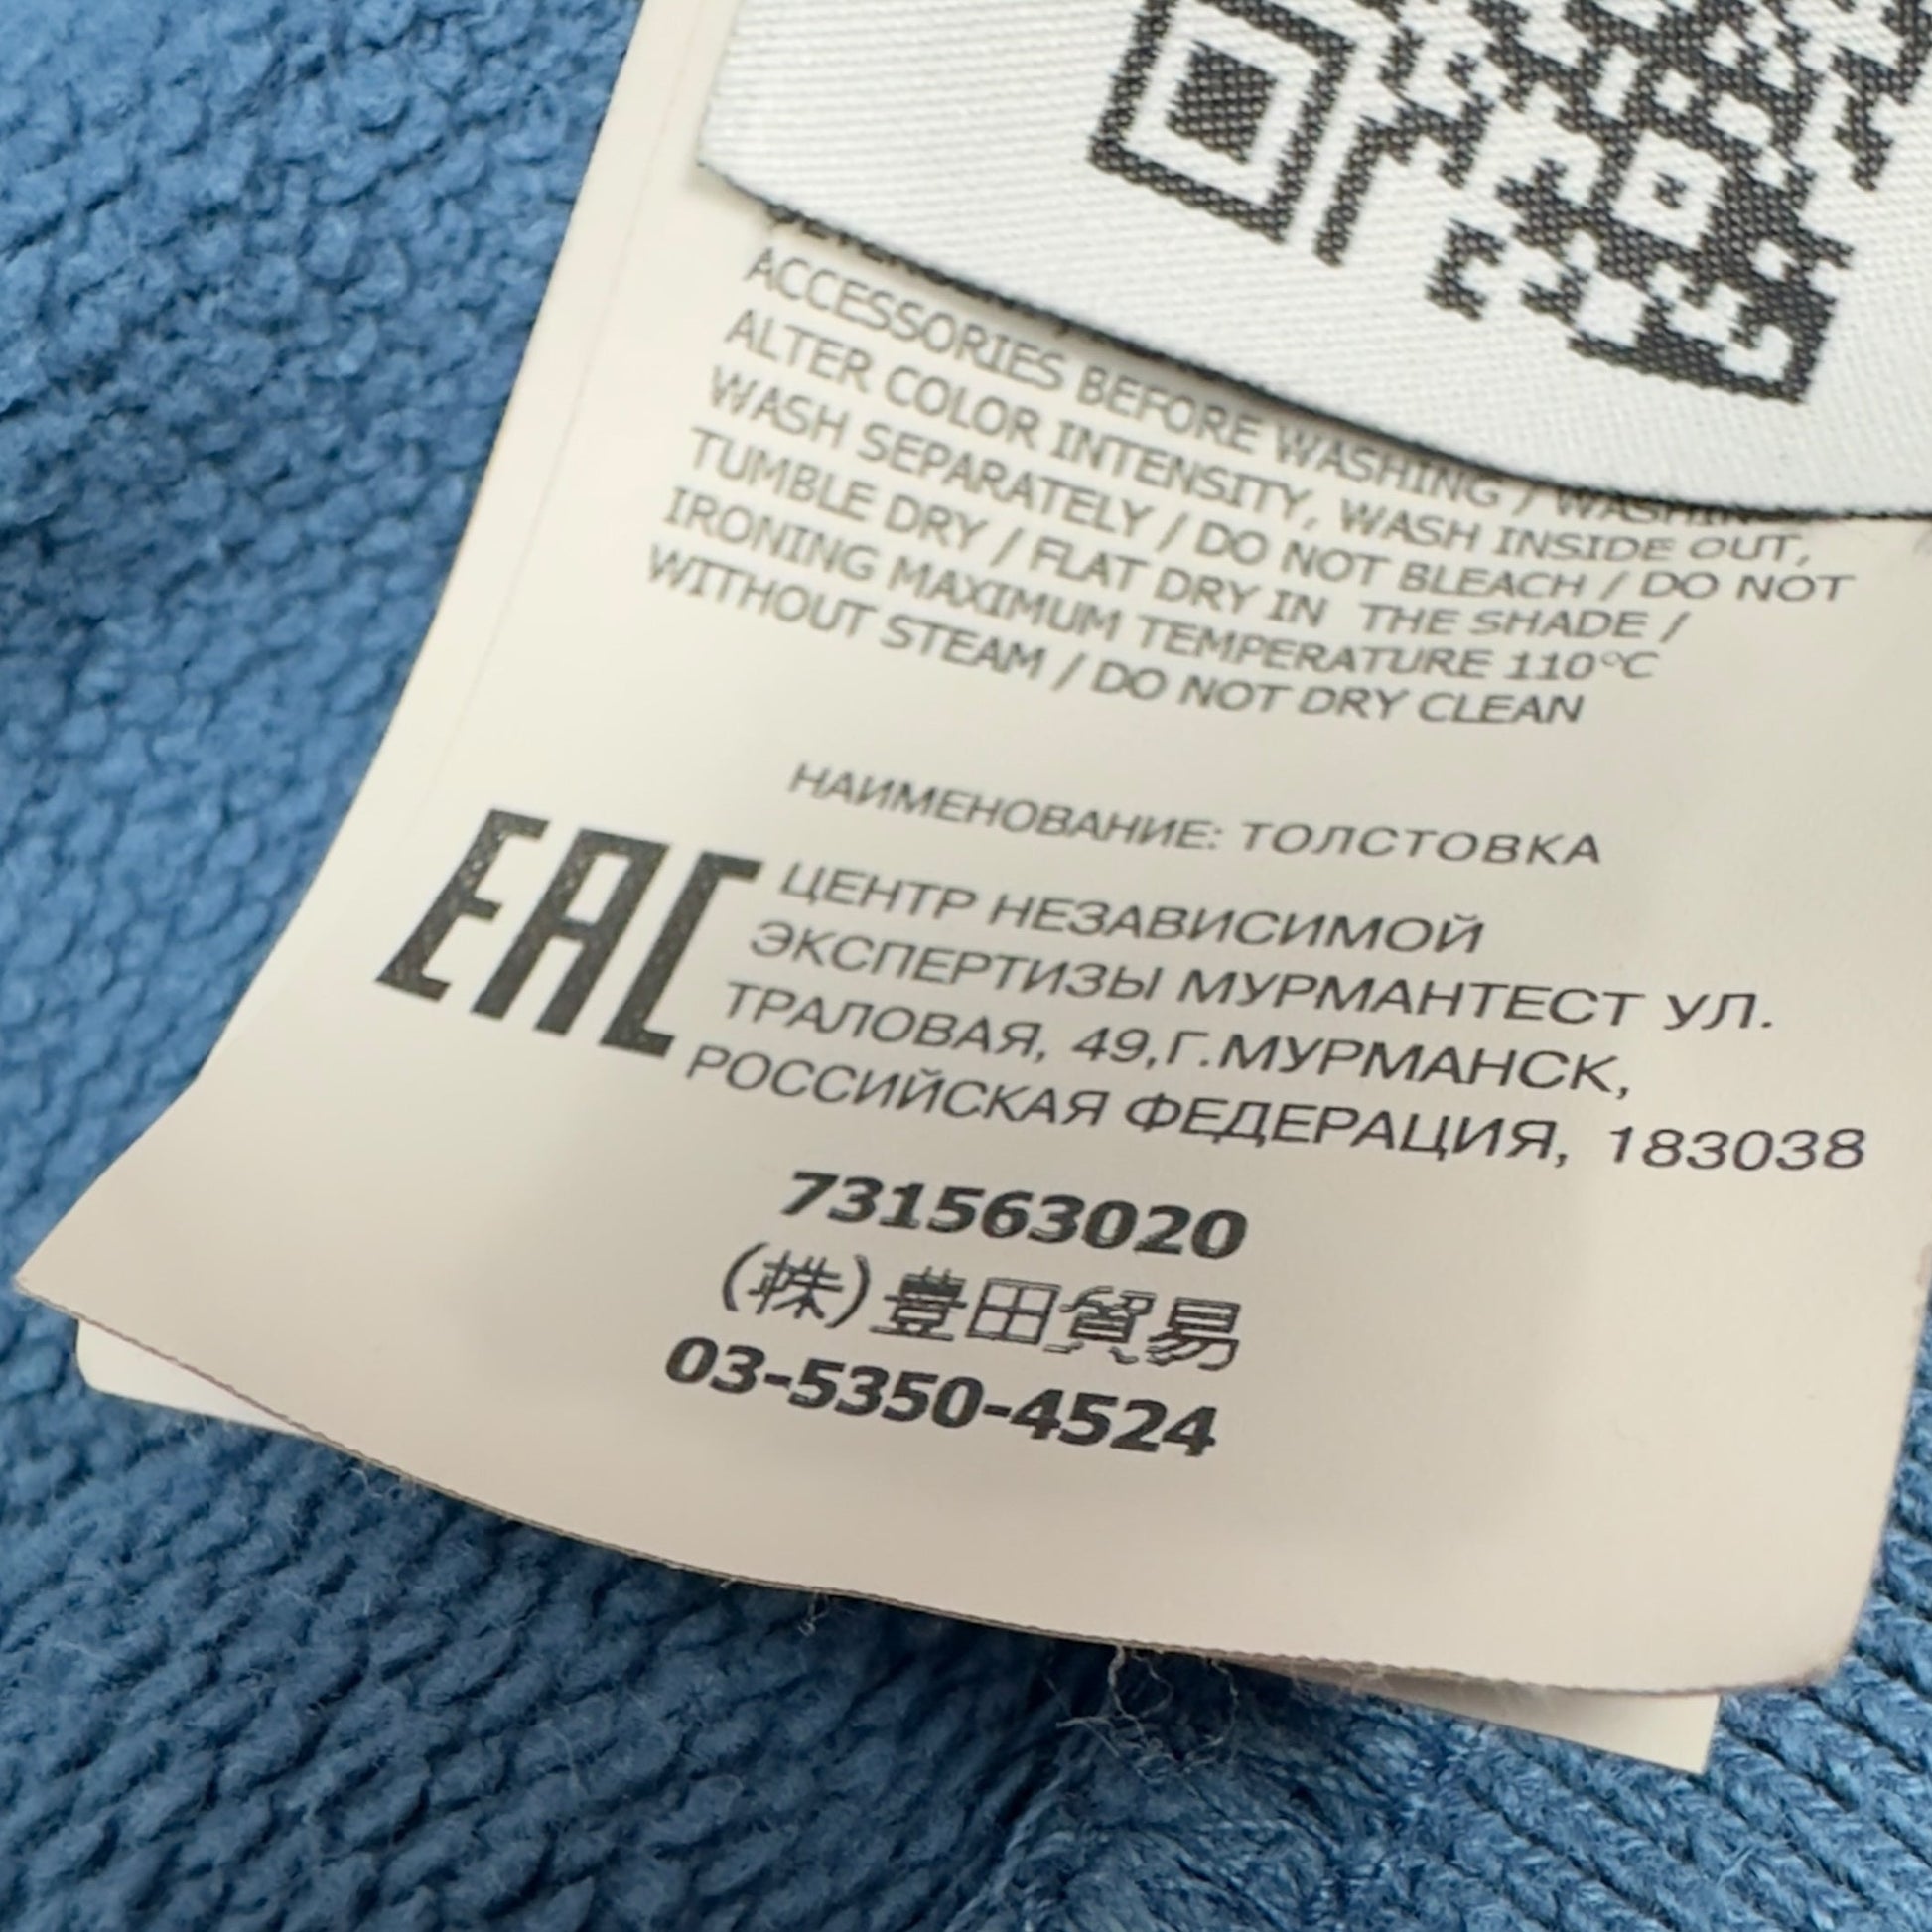 ACCESSORIES BEFORE WASHING /
ALTER COLOR INTENSITY, WASH INSIDE OUT,
WASH SEPARATELY / DO NOT BLEACH / DO NOT
TUMBLE DRY / FLAT DRY IN THE SHADE /
IRONING MAXIMUM TEMPERATURE 110°C
WITHOUT STEAM / DO NOT DRY CLEAN
НАИМЕНОВАНИЕ: ТОЛСТОВКА
EAC
ЦЕНТР НЕЗАВИСИМОЙ
ЭКСПЕРТИЗЫ МУРМАНТЕСТ УЛ.
ТРАЛОВАЯ, 49,Г.МУРМАНСК,
РОССИЙСКАЯ ФЕДЕРАЦИЯ, 183038
731563020
(株)豊田貿易
03-5350-4524